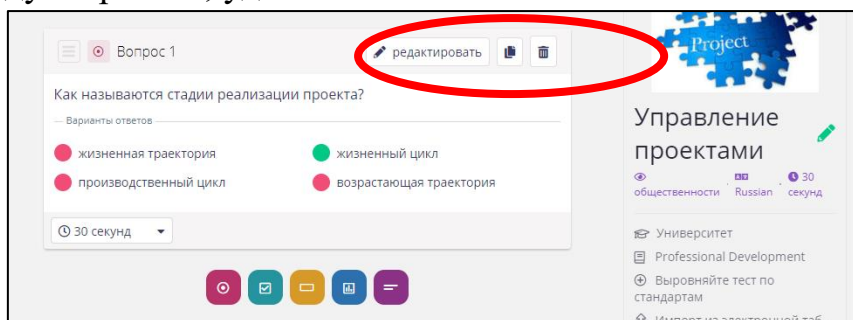 Вопрос 1
редактировать
Как называются стадии реализации проекта?
Варианты ответов
жизненная траектория
жизненный цикл
производственный цикл
возрастающая траектория
30 секунд
Project
Управление
проектами
общественности
Russian
30
секунд
Университет
Professional Development
Выровняйте тест по
стандартам